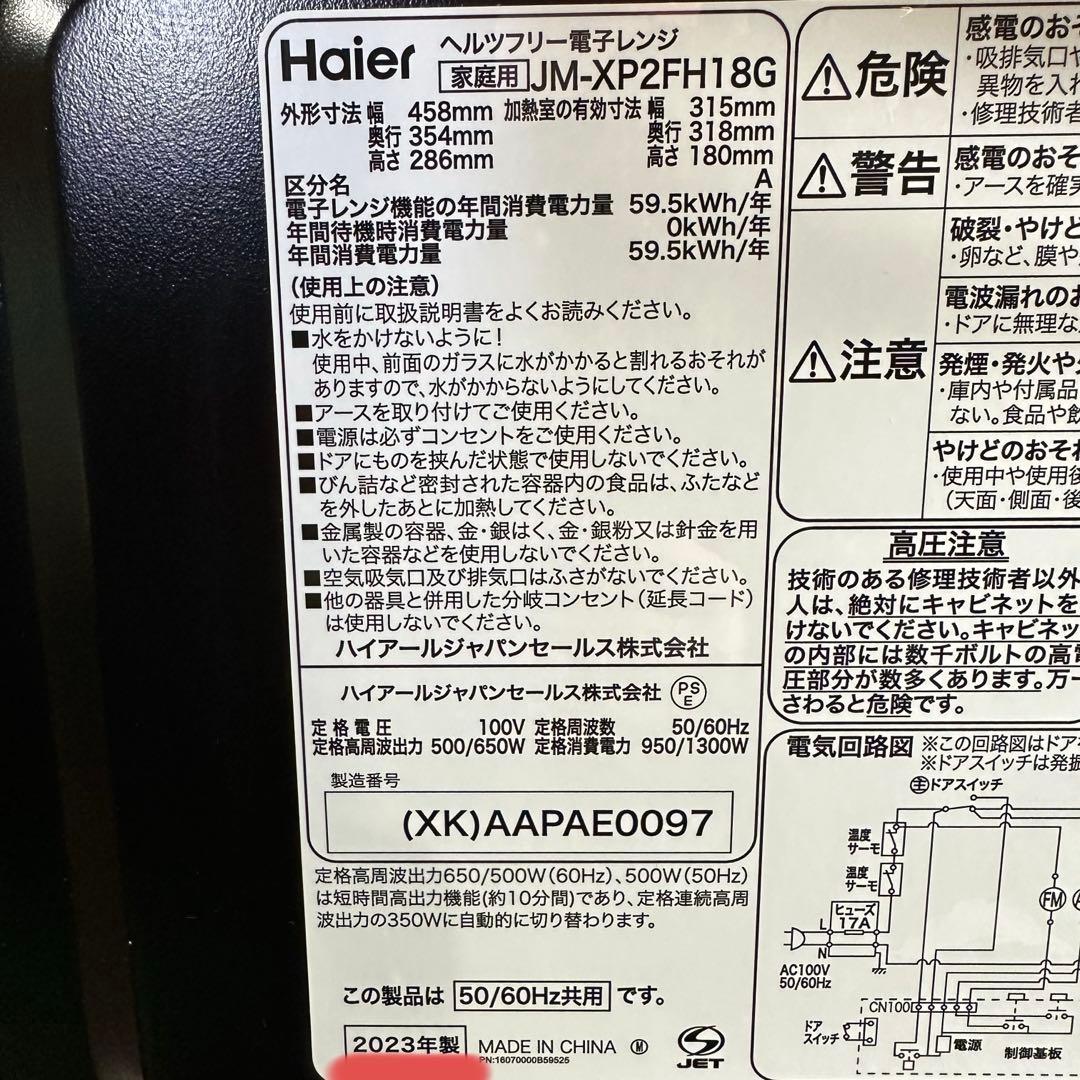 Haier
ヘルツフリー電子レンジ
家庭用 JM-XP2FH18G
外形寸法 幅 458mm 加熱室の有効寸法 幅 315mm
奥行 354mm 奥行 318mm
高さ 286mm 高さ 180mm
区分名 A
電子レンジ機能の年間消費電力量 59.5kWh/年
年間待機時消費電力量 0kWh/年
年間消費電力量 59.5kWh/年
（使用上の注意）
使用前に取扱説明書をよくお読みください。
■水をかけないように！
使用中、前面のガラスに水がかかると割れるおそれが
ありますので、水がかからないようにしてください。
■アースを取り付けてご使用ください。
■電源は必ずコンセントをご使用ください。
■ドアにものを挟んだ状態で使用しないでください。
■びん詰など密封された容器内の食品は、ふたなど
を外したあとに加熱してください。
■金属製の容器、金・銀はく、金・銀粉又は針金を用
いた容器などを使用しないでください。
■空気吸気口及び排気口はふさがないでください。
■他の器具と併用した分岐コンセント（延長コード）
は使用しないでください。
ハイアールジャパンセールス株式会社
ハイアールジャパンセールス株式会社 PSE
定格電圧 100V 定格周波数 50/60Hz
定格高周波出力 500/650W 定格消費電力 950/1300W
製造番号
(XK)AAPAE0097
定格高周波出力650/500W(60Hz)、500W(50Hz)
は短時間高出力機能(約10分間)であり、定格連続高周
波出力の350Wに自動的に切り替わります。
この製品は 50/60Hz共用 です。
2023年製 MADE IN CHINA Ⓜ JET
PN:16070000B59525
危険
感電のおそ
・吸排気口や
異物を入れ
・修理技術者
警告
感電のおそ
・アースを確実
注意
破裂・やけど
・卵など、膜や
電波漏れのお
・ドアに無理な
発煙・発火や
・庫内や付属品
ない。食品や飲
やけどのおそれ
・使用中や使用後
（天面・側面・後
高圧注意
技術のある修理技術者以外
人は、絶対にキャビネットを
けないでください。キャビネッ
の内部には数千ボルトの高電
圧部分が数多くあります。万一
さわると危険です。
電気回路図 ※この回路図はドア
※ドアスイッチは発振
主ドアスイッチ
温度
サーモ
温度
サーモ
ヒューズ
17A
FM
L
N
AC100V
50/60Hz
CN100
ドア
スイッチ
電源
制御基板